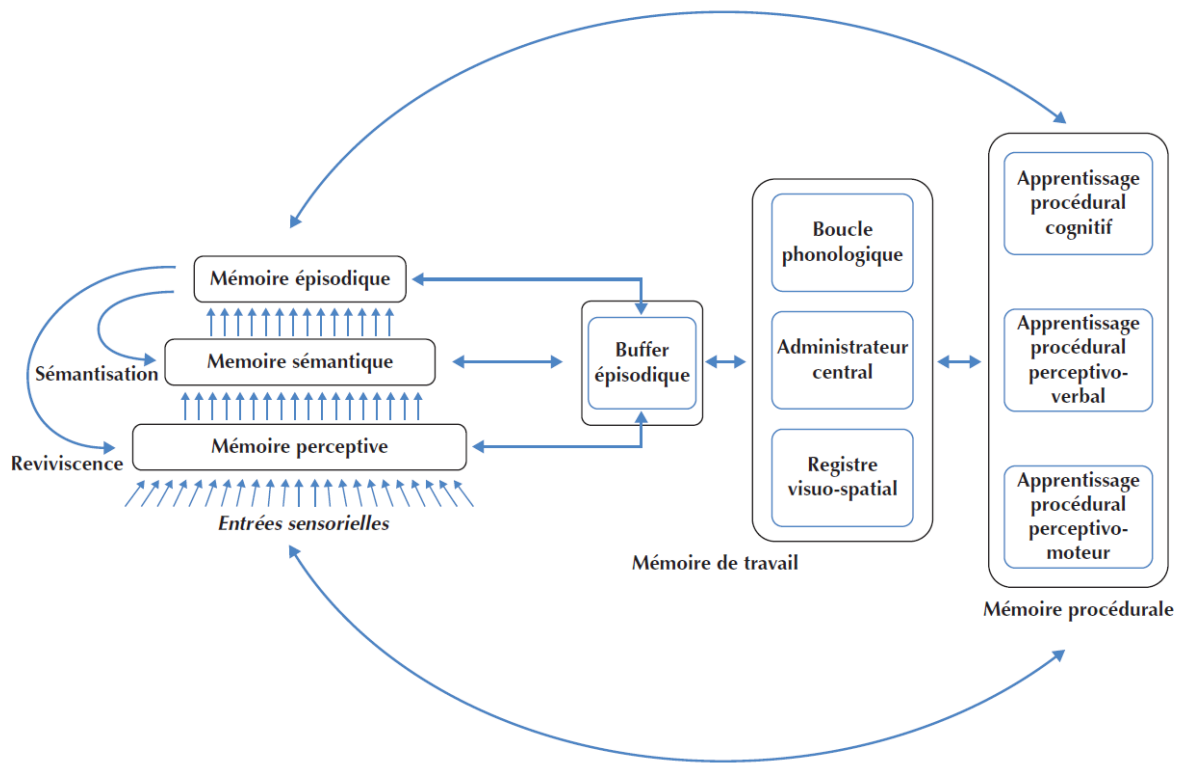 Mémoire épisodique
Memoire sémantique
Sémantisation
Mémoire perceptive
Reviviscence
Entrées sensorielles
Buffer
épisodique
Boucle
phonologique
Administrateur
central
Registre
visuo-spatial
Mémoire de travail
Apprentissage
procédural
cognitif
Apprentissage
procédural
perceptivo-
verbal
Apprentissage
procédural
perceptivo-
moteur
Mémoire procédurale